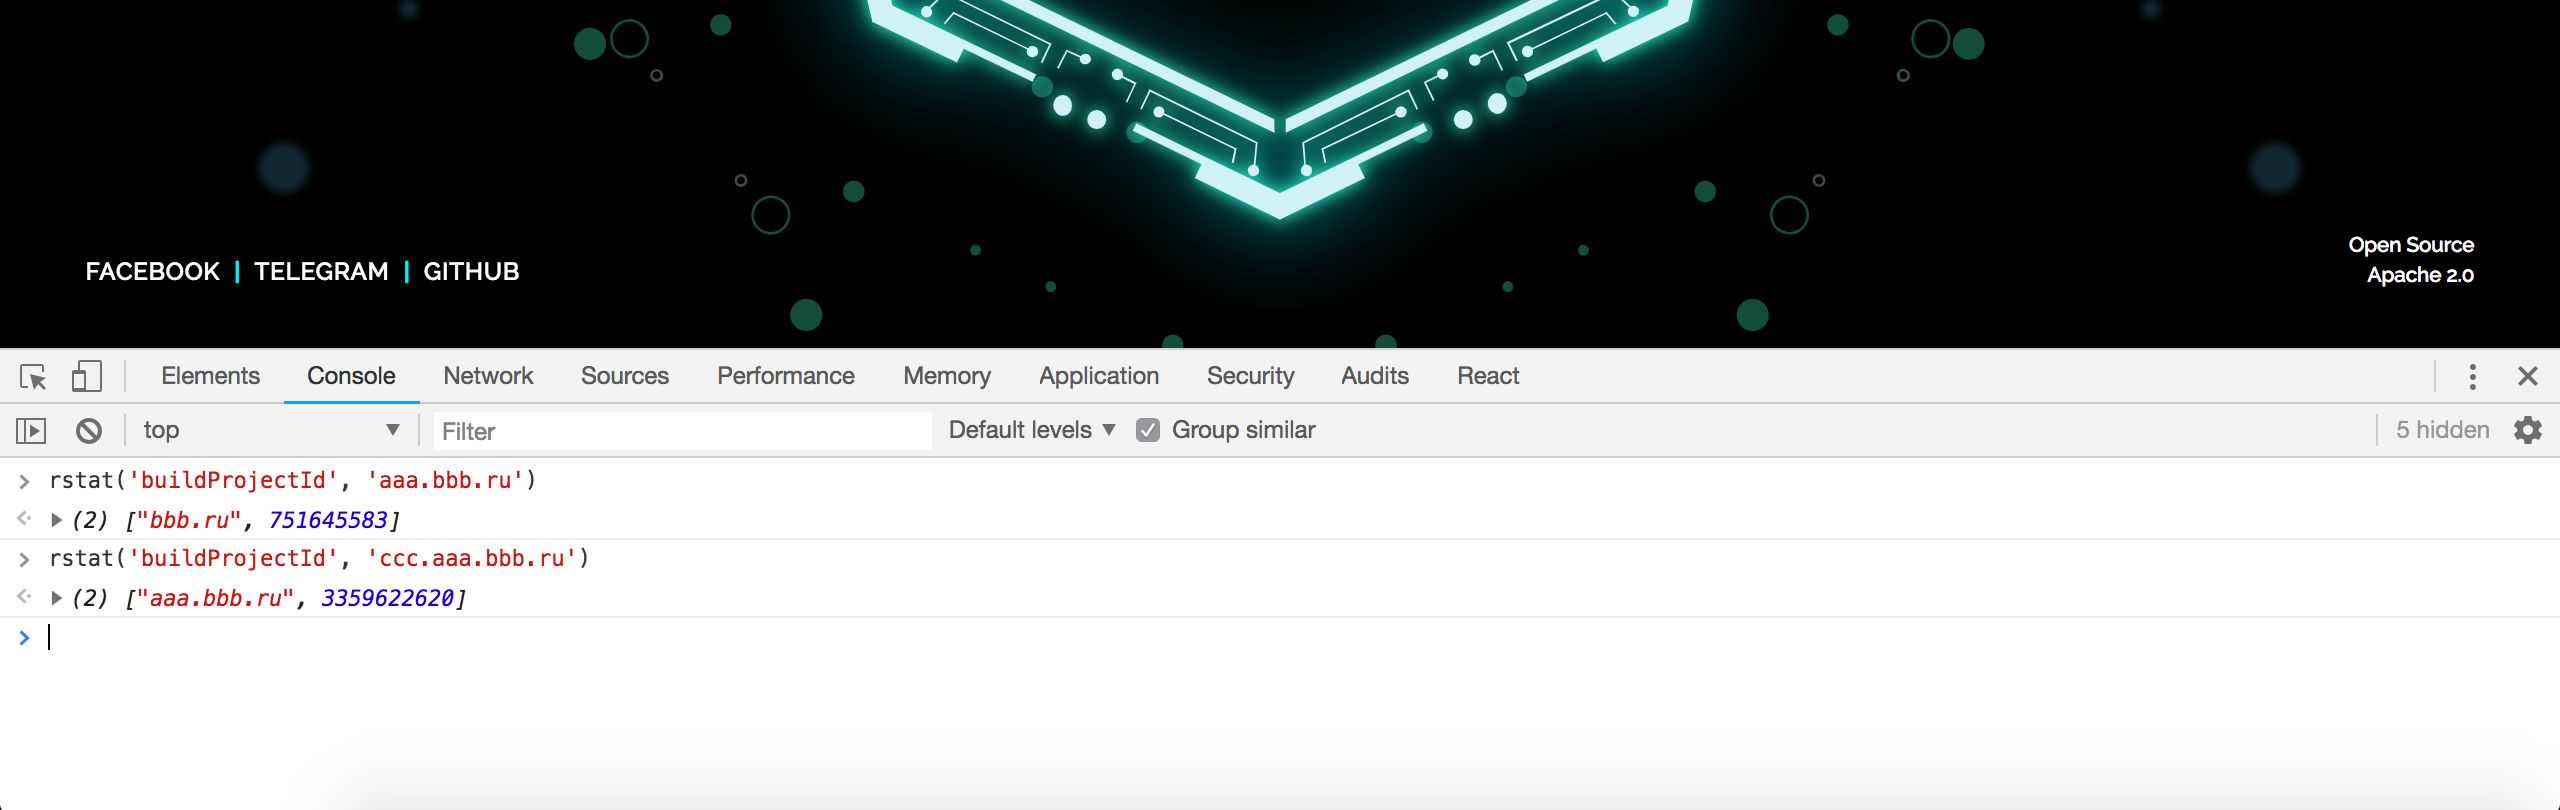 FACEBOOK | TELEGRAM | GITHUB
Open Source
Apache 2.0
Elements Console Network Sources Performance Memory Application Security Audits React
top Filter Default levels Group similar 5 hidden
rstat('buildProjectId', 'aaa.bbb.ru')
(2) ["bbb.ru", 751645583]
rstat('buildProjectId', 'ccc.aaa.bbb.ru')
(2) ["aaa.bbb.ru", 3359622620]